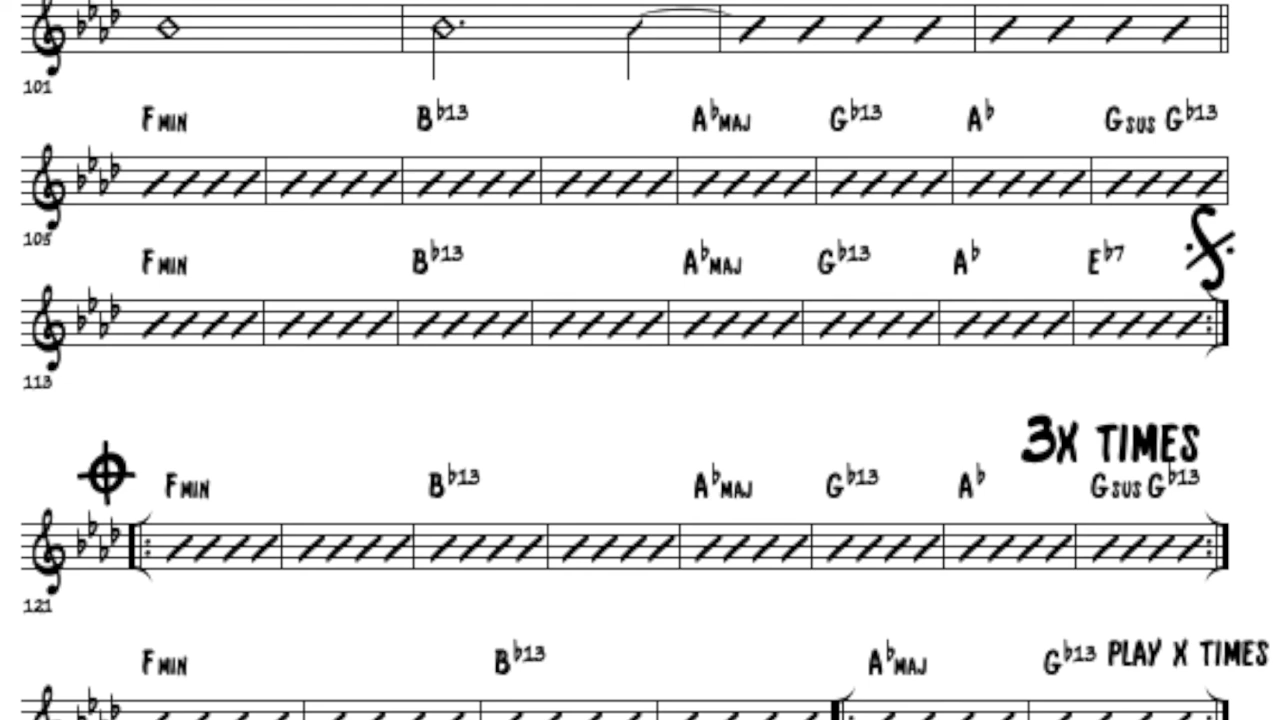 101
Fmin B♭13 A♭maj G♭13 A♭ Gsus G♭13
105
Fmin B♭13 A♭maj G♭13 A♭ E♭7
113
3x TIMES
Fmin B♭13 A♭maj G♭13 A♭ Gsus G♭13
121
Fmin B♭13 A♭maj G♭13 PLAY X TIMES